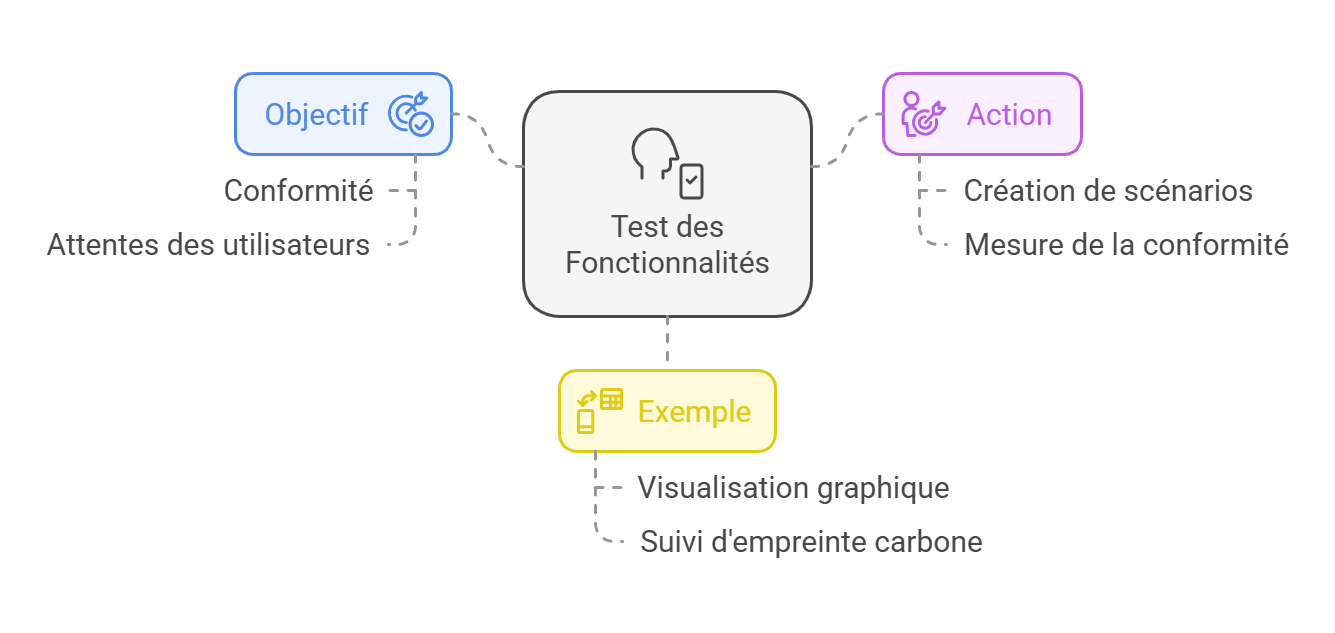 Objectif
Conformité
Attentes des utilisateurs
Test des
Fonctionnalités
Action
Création de scénarios
Mesure de la conformité
Exemple
Visualisation graphique
Suivi d'empreinte carbone